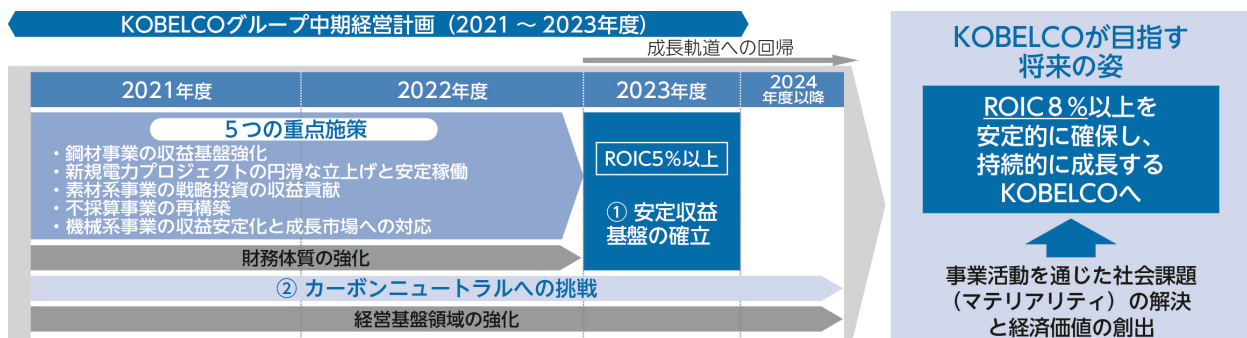 KOBELCOグループ中期経営計画（2021 ～ 2023年度）
成長軌道への回帰
2021年度
2022年度
2023年度
2024
年度以降
5つの重点施策
・鋼材事業の収益基盤強化
・新規電力プロジェクトの円滑な立上げと安定稼働
・素材系事業の戦略投資の収益貢献
・不採算事業の再構築
・機械系事業の収益安定化と成長市場への対応
ROIC5%以上
① 安定収益
基盤の確立
財務体質の強化
② カーボンニュートラルへの挑戦
経営基盤領域の強化
KOBELCOが目指す
将来の姿
ROIC８%以上を
安定的に確保し、
持続的に成長する
KOBELCOへ
事業活動を通じた社会課題
（マテリアリティ）の解決
と経済価値の創出